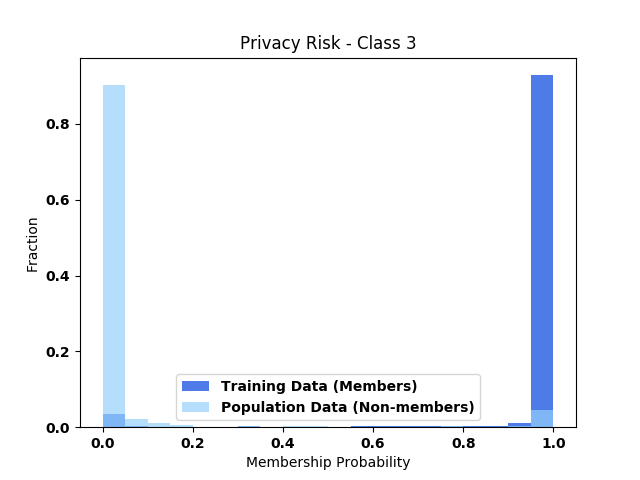 Privacy Risk - Class 3
Fraction
0.8
0.6
0.4
0.2
0.0
Training Data (Members)
Population Data (Non-members)
0.0 0.2 0.4 0.6 0.8 1.0
Membership Probability